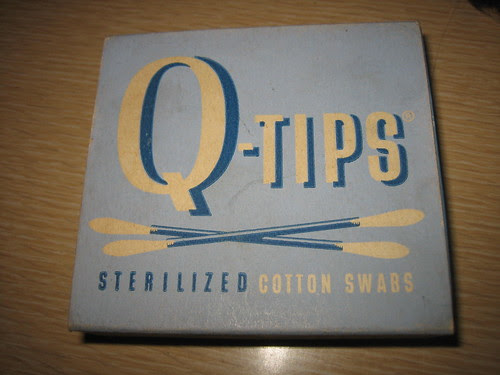 Q-TIPS®
STERILIZED COTTON SWABS